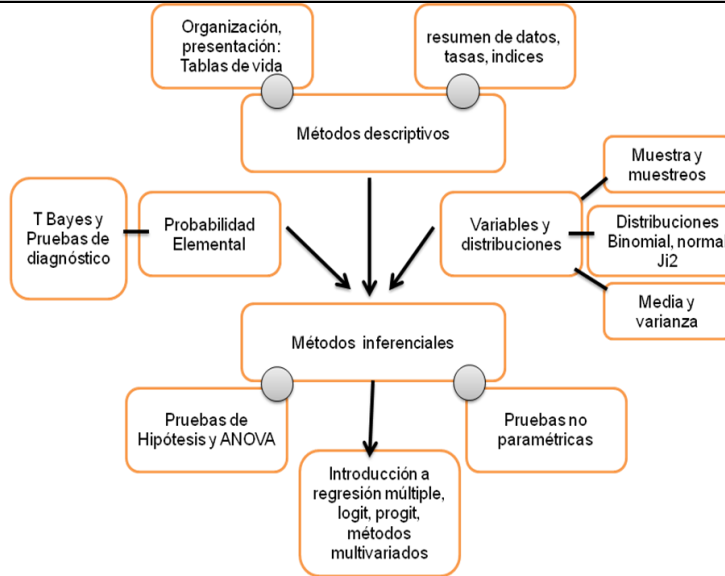 Organización,
presentación:
Tablas de vida
resumen de datos,
tasas, indices
Métodos descriptivos
T Bayes y
Pruebas de
diagnóstico
Probabilidad
Elemental
Variables y
distribuciones
Muestra y
muestreos
Distribuciones
Binomial, normal
Ji2
Media y
varianza
Métodos inferenciales
Pruebas de
Hipótesis y ANOVA
Pruebas no
paramétricas
Introducción a
regresión múltiple,
logit, progit,
métodos
multivariados